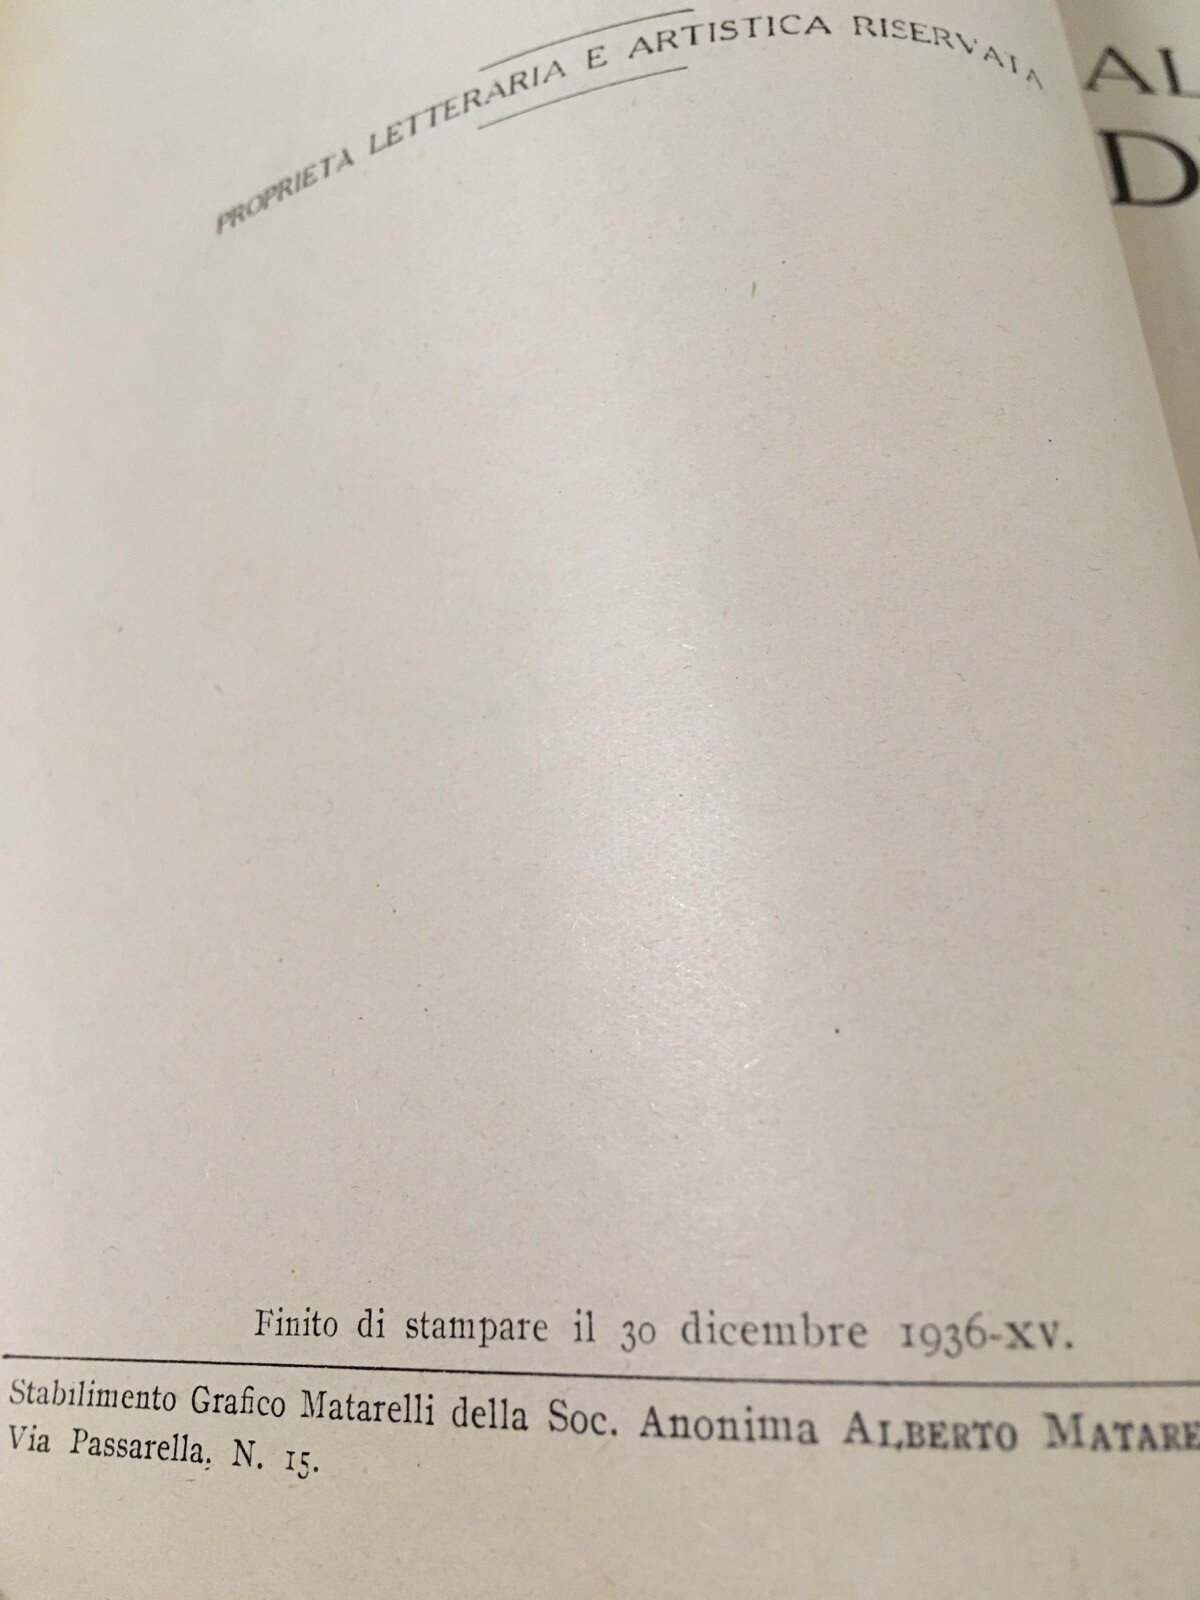 PROPRIETÀ LETTERARIA E ARTISTICA RISERVATA
AL
D
Finito di stampare il 30 dicembre 1936-XV.
Stabilimento Grafico Matarelli della Soc. Anonima ALBERTO MATARE
Via Passarella, N. 15.